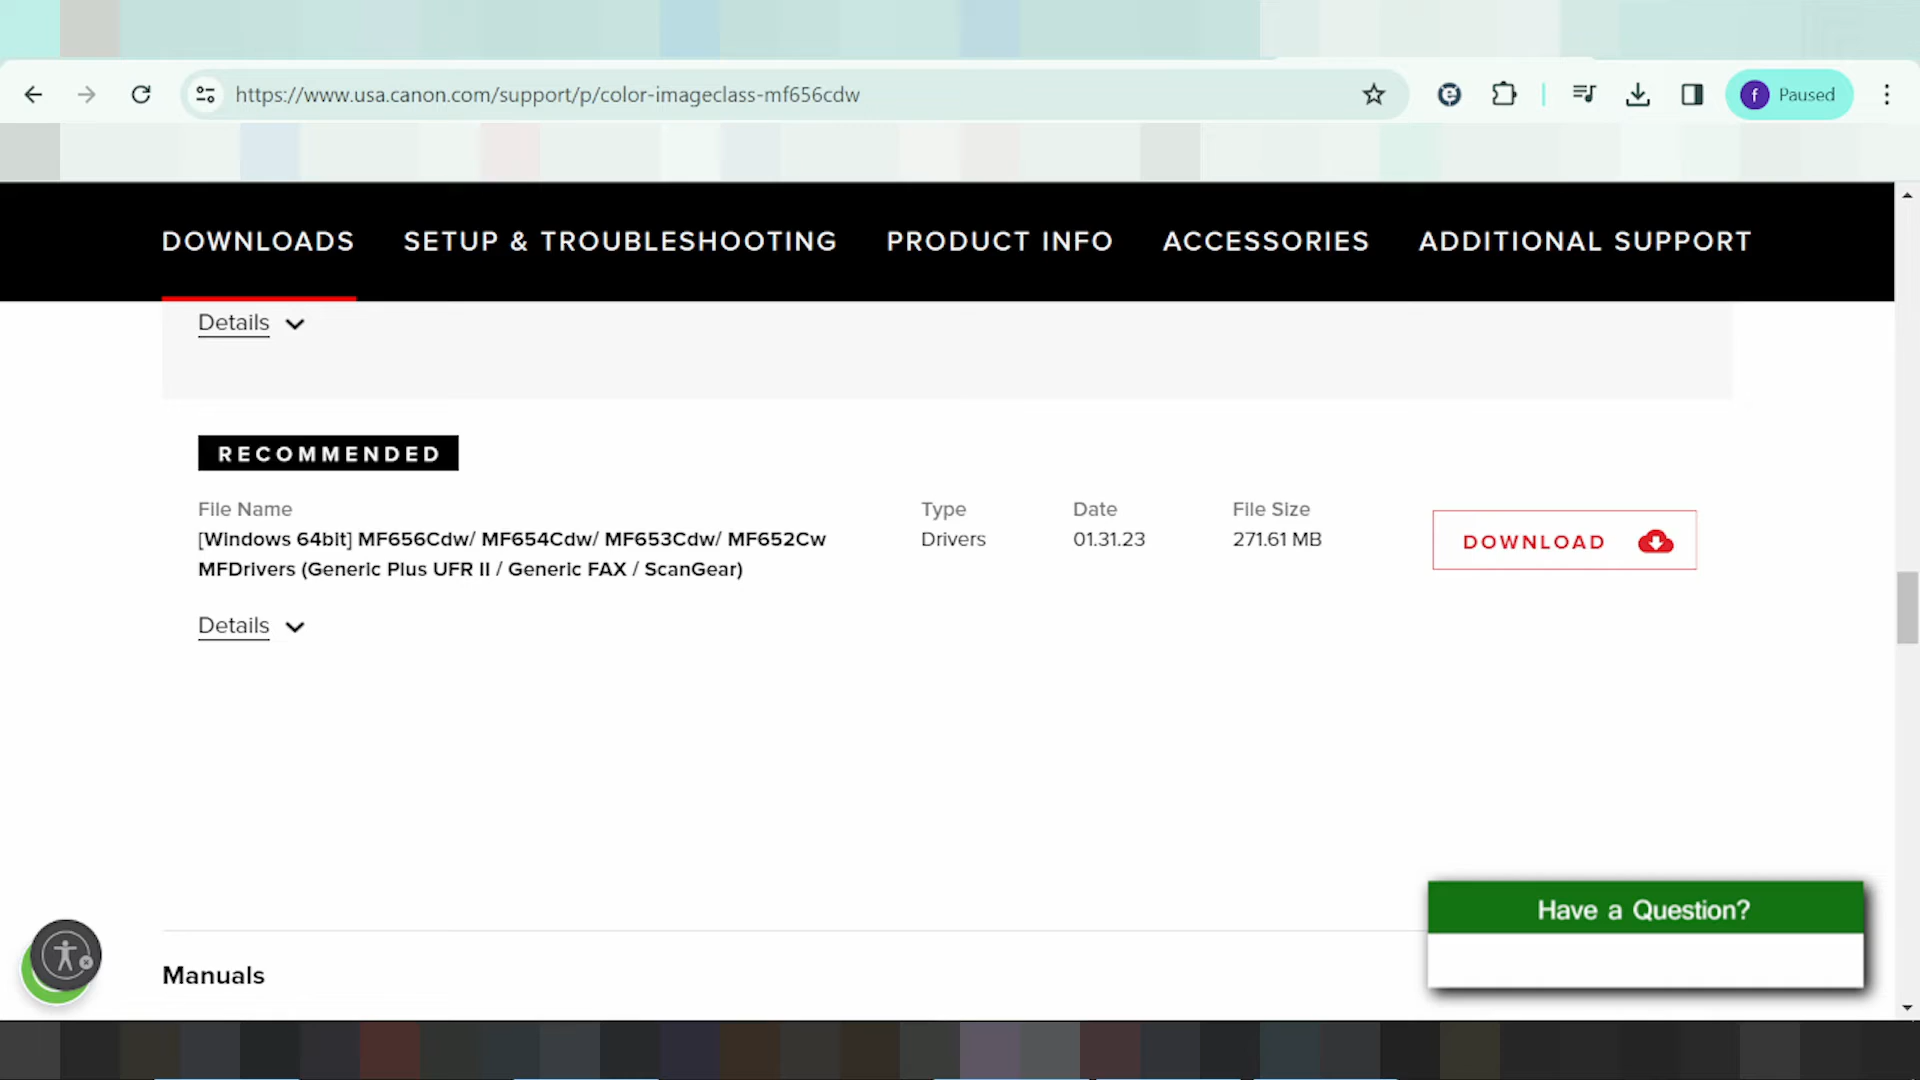 https://www.usa.canon.com/support/p/color-imageclass-mf656cdw
f Paused
DOWNLOADS SETUP & TROUBLESHOOTING PRODUCT INFO ACCESSORIES ADDITIONAL SUPPORT
Details
RECOMMENDED
File Name Type Date File Size
[Windows 64bit] MF656Cdw/ MF654Cdw/ MF653Cdw/ MF652Cw Drivers 01.31.23 271.61 MB DOWNLOAD
MFDrivers (Generic Plus UFR II / Generic FAX / ScanGear)
Details
Have a Question?
Manuals